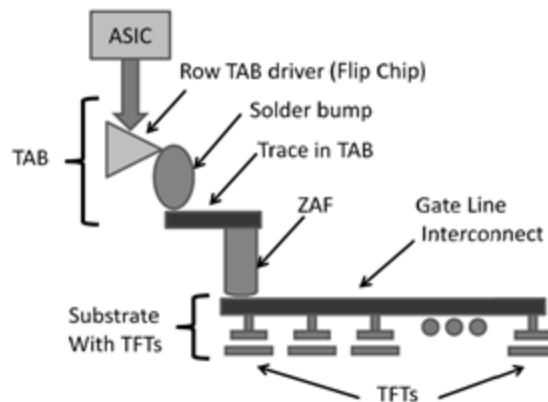 ASIC
Row TAB driver (Flip Chip)
Solder bump
TAB
Trace in TAB
ZAF
Gate Line
Interconnect
Substrate
With TFTs
TFTs